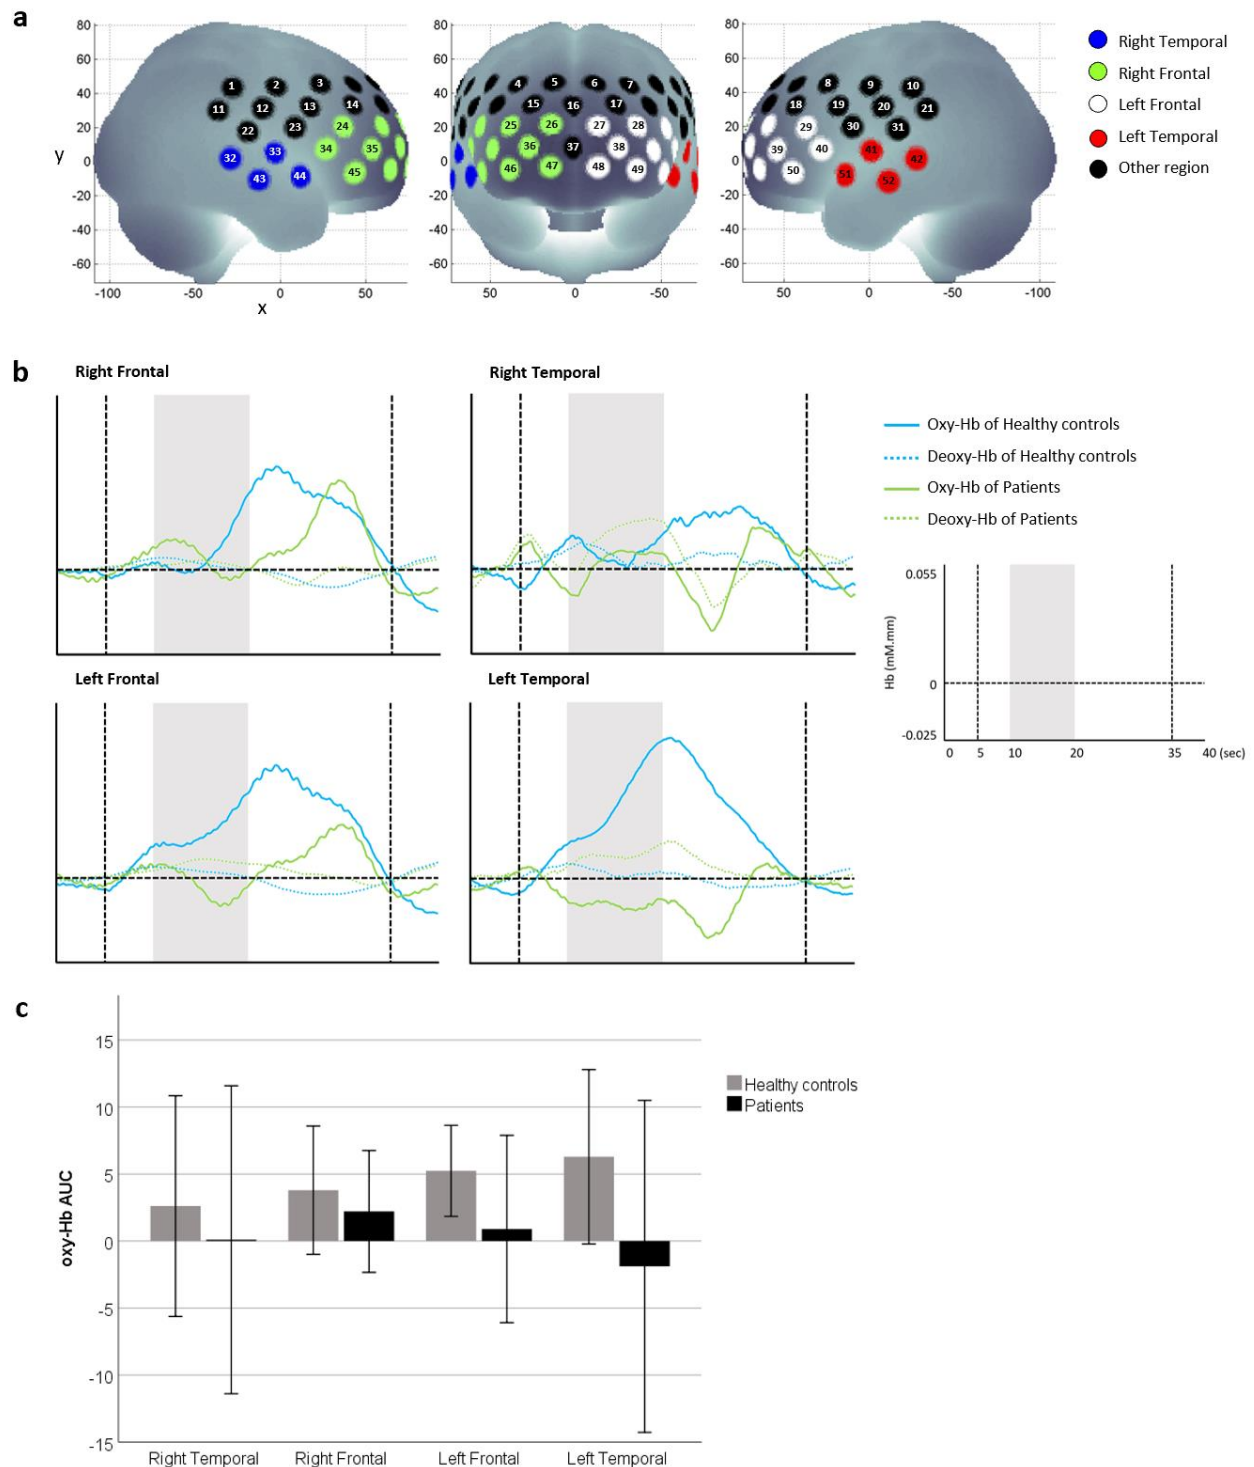 a
80 60 40 20 0 -20 -40 -60
y
-100 -50 0 50
x
1 2 3
11 12 13 14
22 23 24
32 33 34 35
43 44 45
80 60 40 20 0 -20 -40 -60
50 0 -50
4 5 6 7
15 16 17
25 26 27 28
36 37 38
46 47 48 49
80 60 40 20 0 -20 -40 -60
50 0 -50 -100
8 9 10
18 19 20 21
29 30 31
39 40 41 42
50 51 52
Right Temporal
Right Frontal
Left Frontal
Left Temporal
Other region
b
Right Frontal
Right Temporal
Left Frontal
Left Temporal
Oxy-Hb of Healthy controls
Deoxy-Hb of Healthy controls
Oxy-Hb of Patients
Deoxy-Hb of Patients
Hb (mM.mm)
0.055
0
-0.025
0 5 10 20 35 40 (sec)
c
oxy-Hb AUC
15
10
5
0
-5
-10
-15
Right Temporal Right Frontal Left Frontal Left Temporal
Healthy controls
Patients